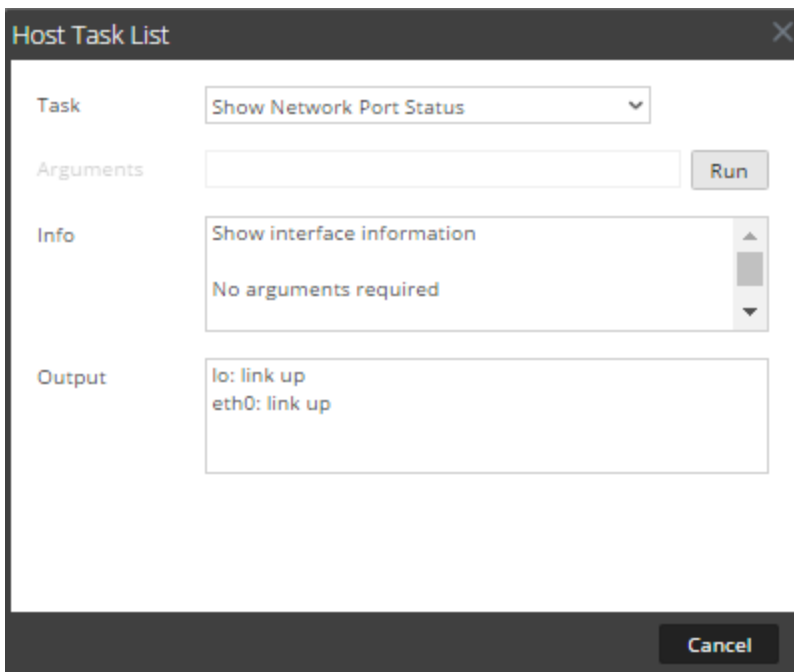 Host Task List
Task
Show Network Port Status
Arguments
Run
Info
Show interface information
No arguments required
Output
lo: link up
eth0: link up
Cancel